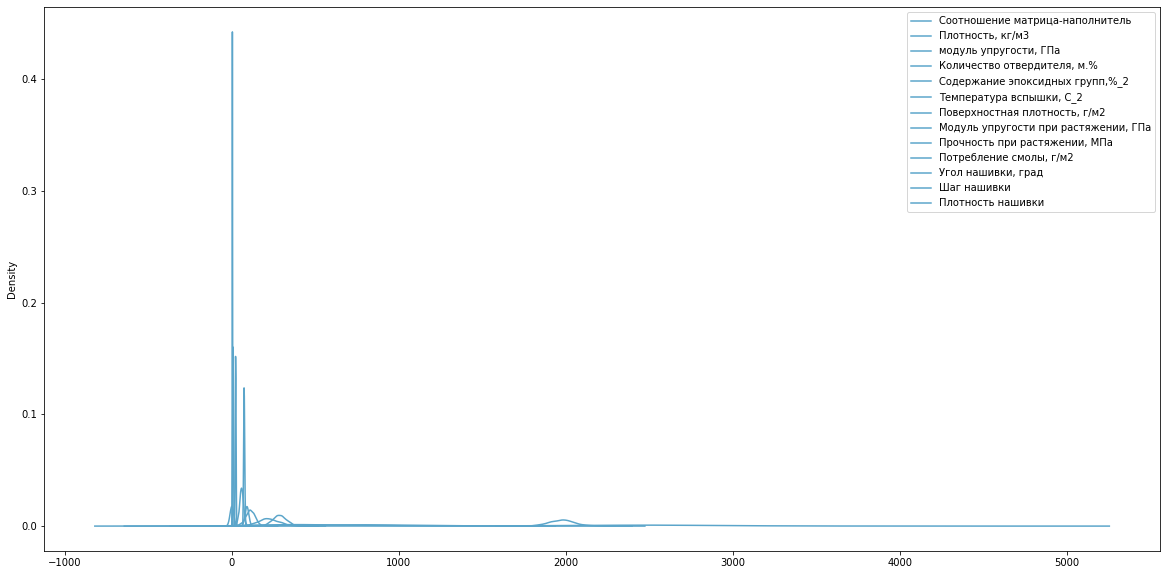 Соотношение матрица-наполнитель
Плотность, кг/м3
модуль упругости, ГПа
Количество отвердителя, м.%
Содержание эпоксидных групп,%_2
Температура вспышки, С_2
Поверхностная плотность, г/м2
Модуль упругости при растяжении, ГПа
Прочность при растяжении, МПа
Потребление смолы, г/м2
Угол нашивки, град
Шаг нашивки
Плотность нашивки
Density
0.4
0.3
0.2
0.1
0.0
−1000 0 1000 2000 3000 4000 5000